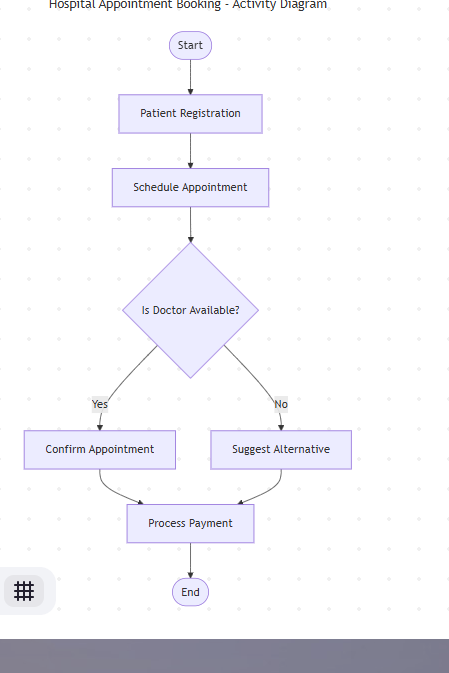 Hospital Appointment Booking - Activity Diagram
Start
Patient Registration
Schedule Appointment
Is Doctor Available?
Yes
No
Confirm Appointment
Suggest Alternative
Process Payment
End